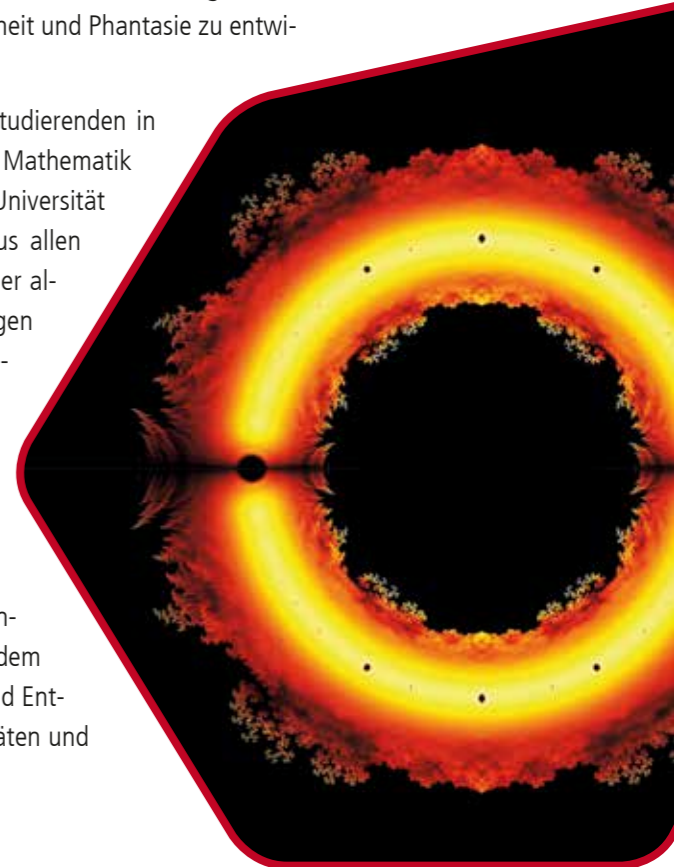 heit und Phantasie zu entwi-
tudierenden in
Mathematik
Universität
us allen
er al-
gen
-
n-
dem
d Ent-
äten und